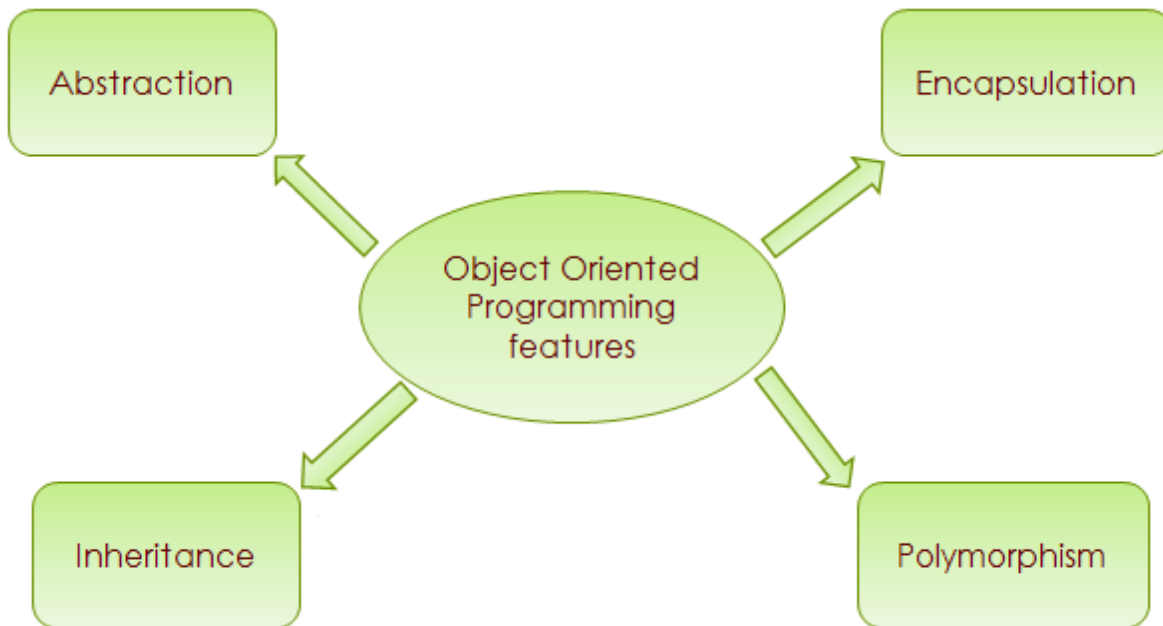 Abstraction
Encapsulation
Object Oriented
Programming
features
Inheritance
Polymorphism